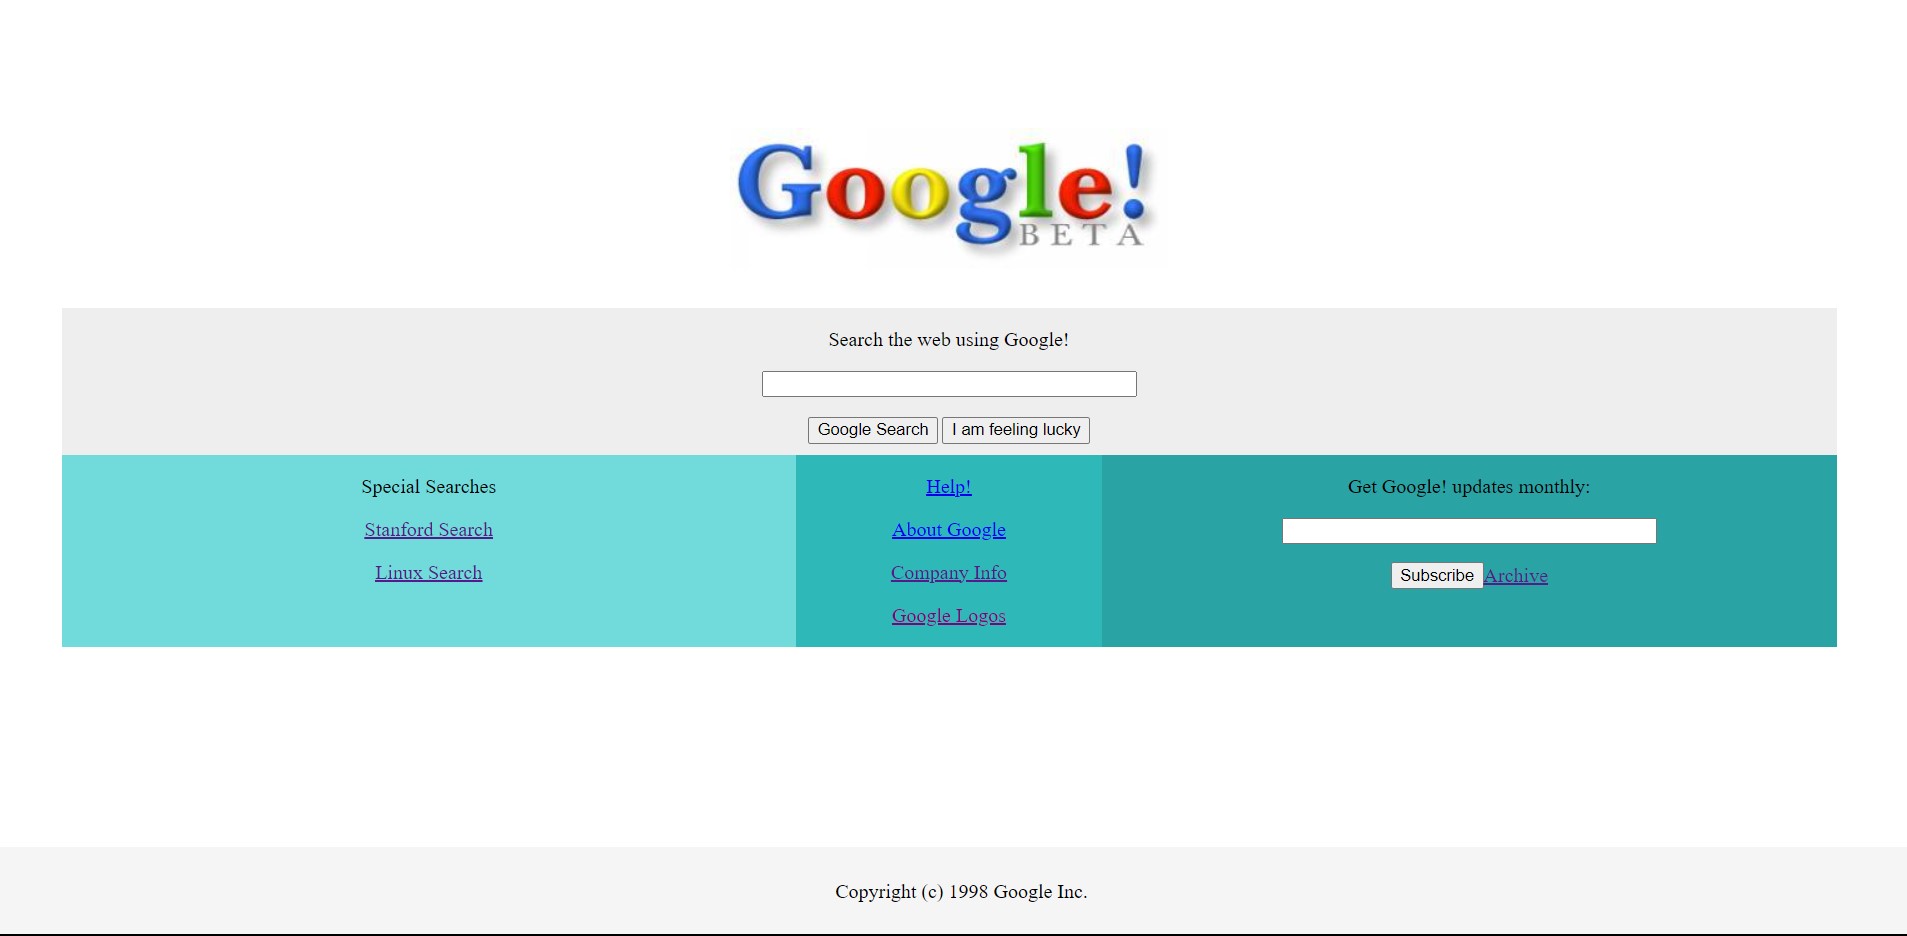 Google!
BETA
Search the web using Google!
Google Search I am feeling lucky
Special Searches
Stanford Search
Linux Search
Help!
About Google
Company Info
Google Logos
Get Google! updates monthly:
Subscribe Archive
Copyright (c) 1998 Google Inc.